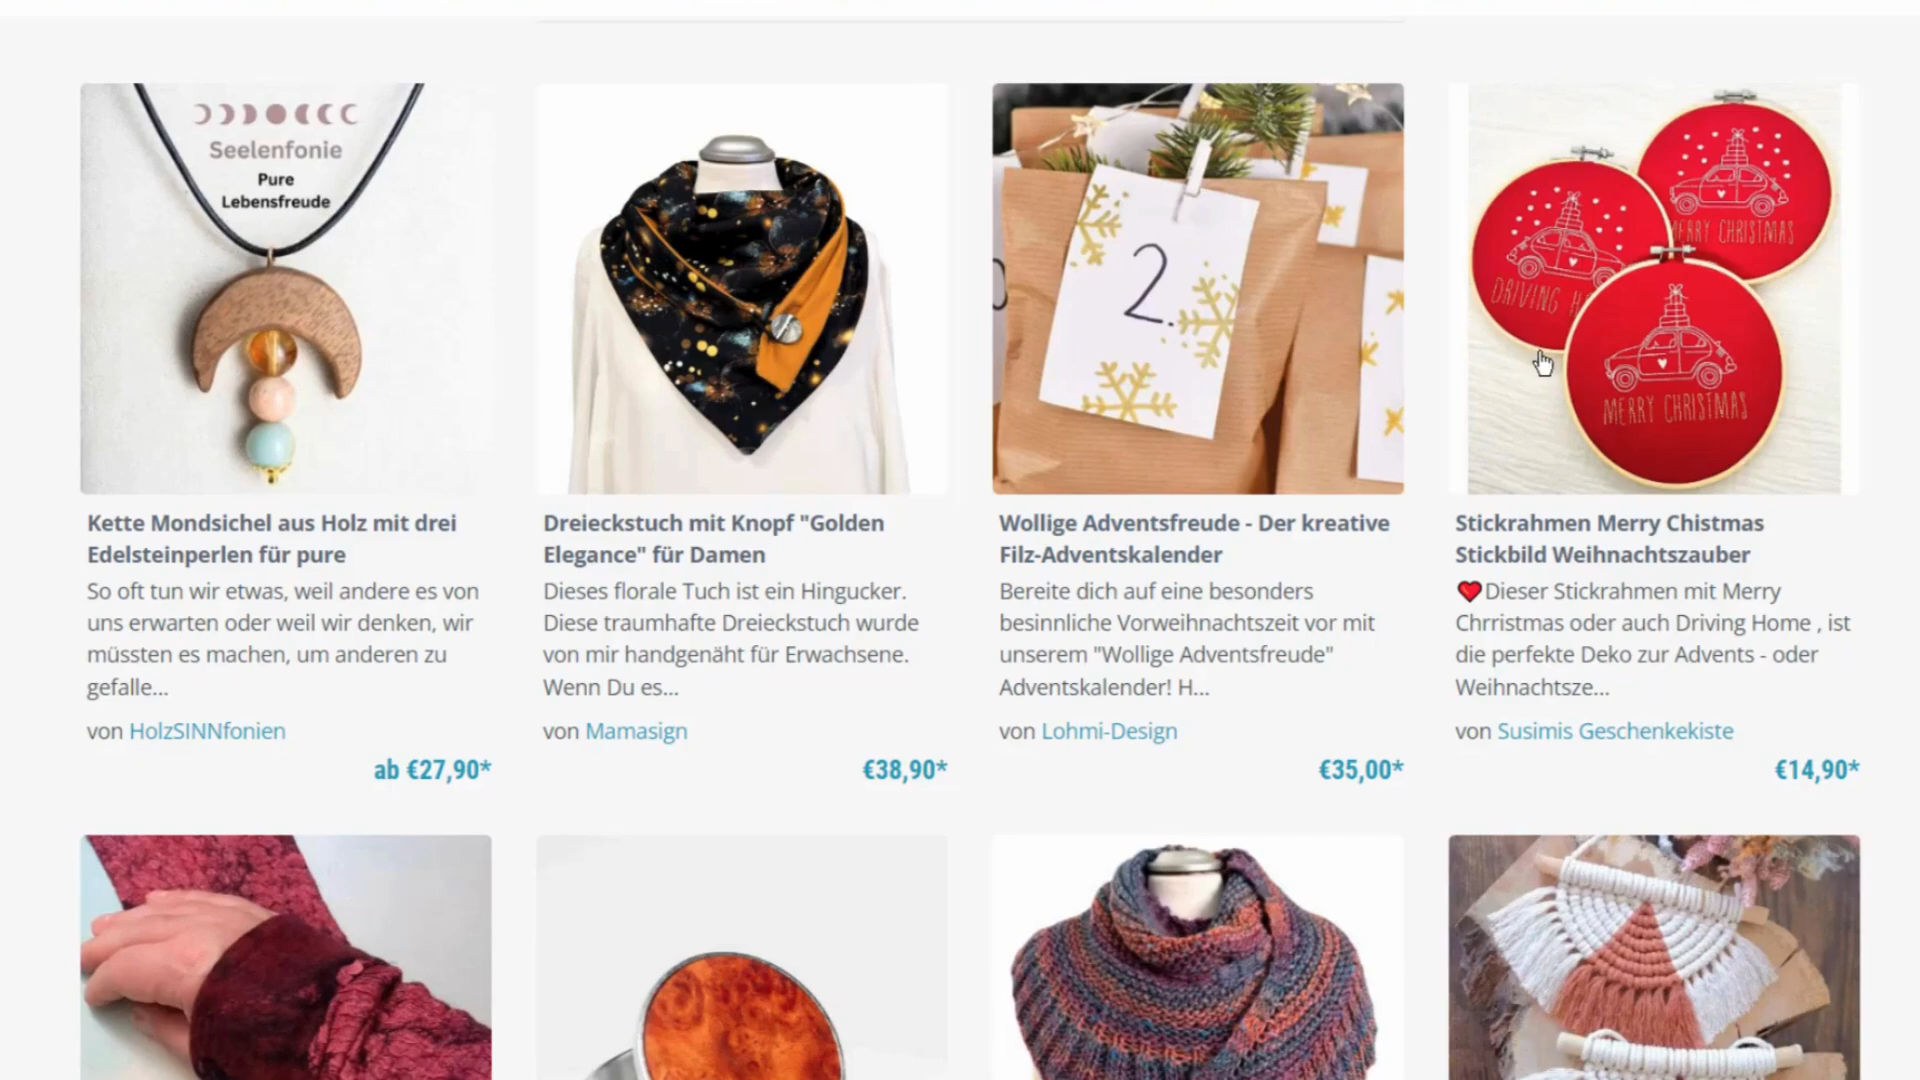 Seelenfonie
Pure
Lebensfreude
2.
MERRY CHRISTMAS
DRIVING H
MERRY CHRISTMAS
Kette Mondsichel aus Holz mit drei
Edelsteinperlen für pure
So oft tun wir etwas, weil andere es von
uns erwarten oder weil wir denken, wir
müssten es machen, um anderen zu
gefalle...
von HolzSINNfonien
ab €27,90*
Dreieckstuch mit Knopf "Golden
Elegance" für Damen
Dieses florale Tuch ist ein Hingucker.
Diese traumhafte Dreieckstuch wurde
von mir handgenäht für Erwachsene.
Wenn Du es...
von Mamasign
€38,90*
Wollige Adventsfreude - Der kreative
Filz-Adventskalender
Bereite dich auf eine besonders
besinnliche Vorweihnachtszeit vor mit
unserem "Wollige Adventsfreude"
Adventskalender! H...
von Lohmi-Design
€35,00*
Stickrahmen Merry Chistmas
Stickbild Weihnachtszauber
❤️Dieser Stickrahmen mit Merry
Chrristmas oder auch Driving Home , ist
die perfekte Deko zur Advents - oder
Weihnachtsze...
von Susimis Geschenkekiste
€14,90*